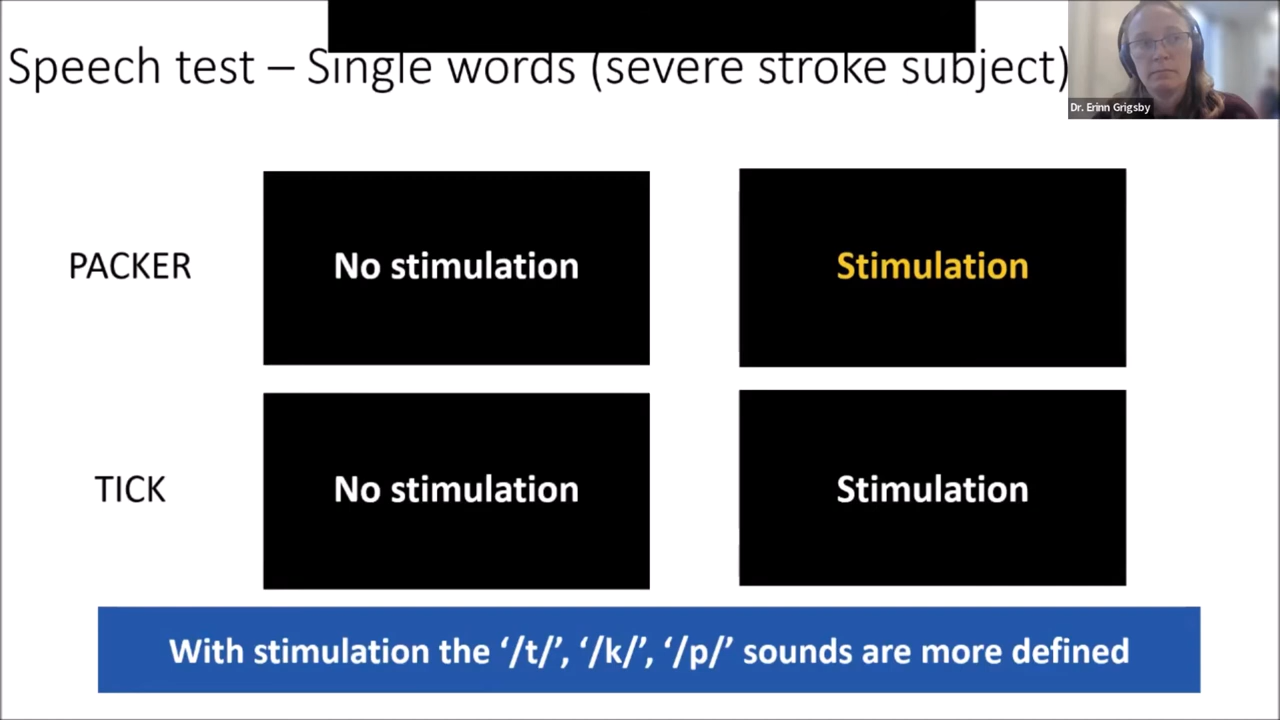 Speech test – Single words (severe stroke subject)
Dr. Erinn Grigsby
PACKER
No stimulation
Stimulation
TICK
No stimulation
Stimulation
With stimulation the ‘/t/’, ‘/k/’, ‘/p/’ sounds are more defined